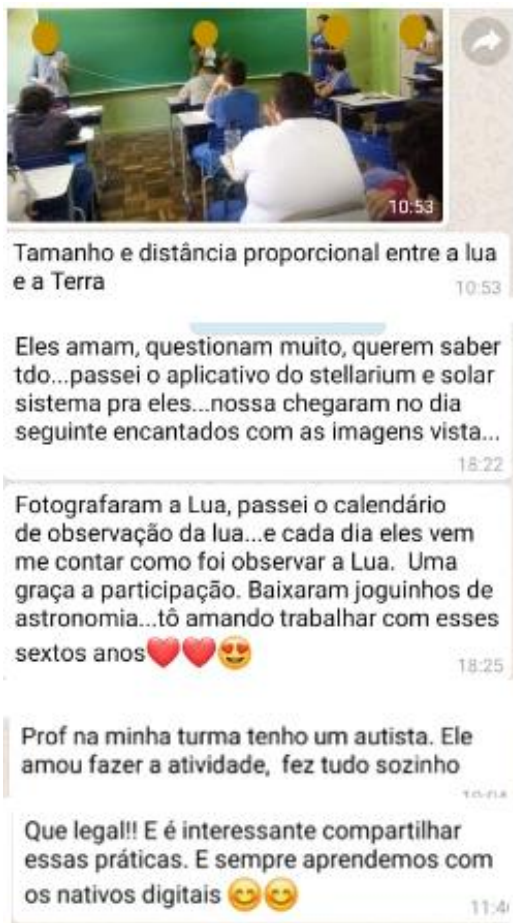 10:53
Tamanho e distância proporcional entre a lua
e a Terra
10:53
Eles amam, questionam muito, querem saber
tdo...passei o aplicativo do stellarium e solar
sistema pra eles...nossa chegaram no dia
seguinte encantados com as imagens vista...
18:22
Fotografaram a Lua, passei o calendário
de observação da lua...e cada dia eles vem
me contar como foi observar a Lua. Uma
graça a participação. Baixaram joguinhos de
astronomia...tô amando trabalhar com esses
sextos anos❤️❤️😍
18:25
Prof na minha turma tenho um autista. Ele
amou fazer a atividade, fez tudo sozinho
Que legal!! E é interessante compartilhar
essas práticas. E sempre aprendemos com
os nativos digitais 😊😊